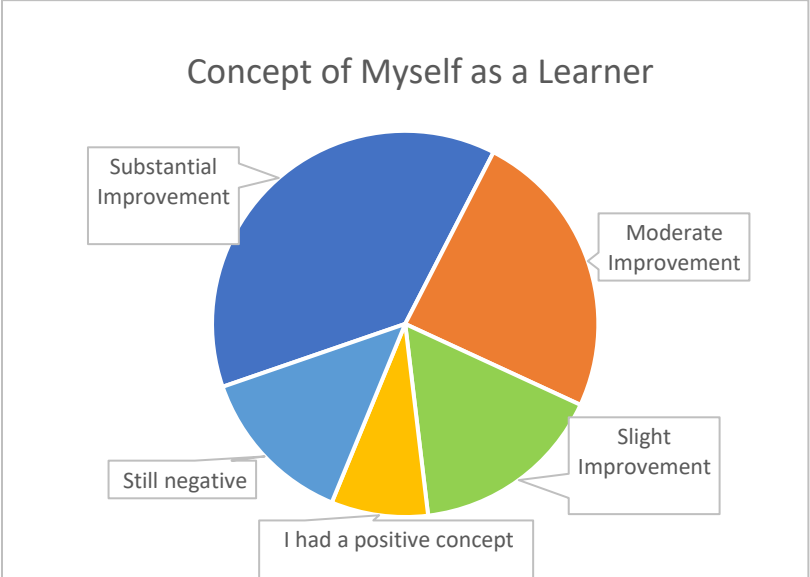 Concept of Myself as a Learner
Substantial
Improvement
Moderate
Improvement
Slight
Improvement
Still negative
I had a positive concept